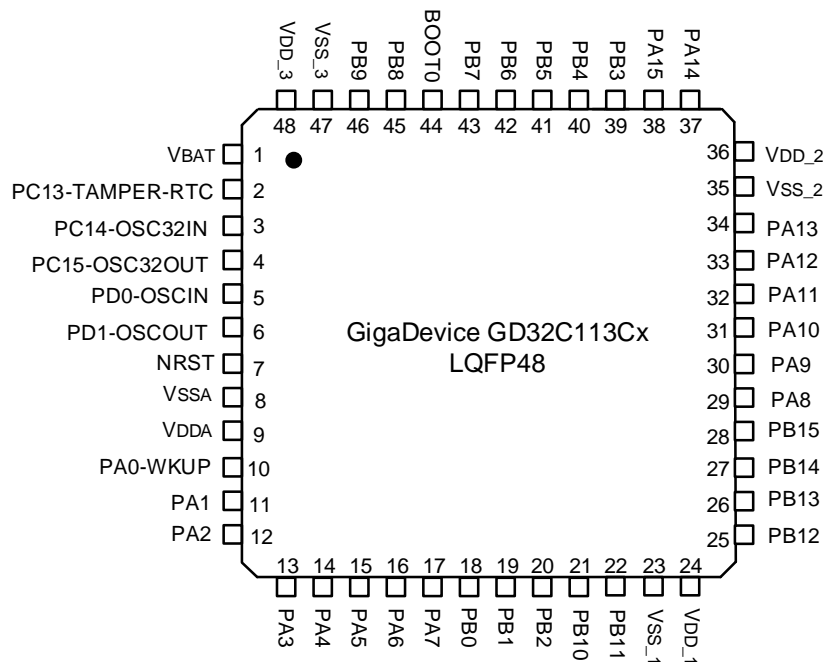 VDD_3
VSS_3
PB9
PB8
BOOT0
PB7
PB6
PB5
PB4
PB3
PA15
PA14
48 47 46 45 44 43 42 41 40 39 38 37
VBAT 1
PC13-TAMPER-RTC 2
PC14-OSC32IN 3
PC15-OSC32OUT 4
PD0-OSCIN 5
PD1-OSCOUT 6
NRST 7
VSSA 8
VDDA 9
PA0-WKUP 10
PA1 11
PA2 12
GigaDevice GD32C113Cx
LQFP48
36 VDD_2
35 VSS_2
34 PA13
33 PA12
32 PA11
31 PA10
30 PA9
29 PA8
28 PB15
27 PB14
26 PB13
25 PB12
13 14 15 16 17 18 19 20 21 22 23 24
PA3
PA4
PA5
PA6
PA7
PB0
PB1
PB2
PB10
PB11
VSS_1
VDD_1